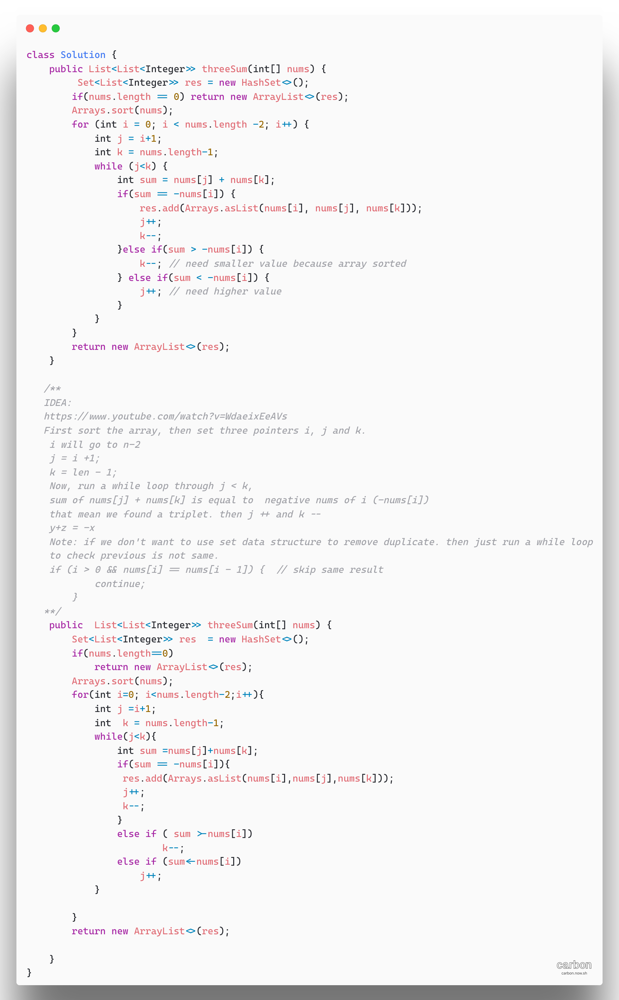 class Solution {
    public List<List<Integer>> threeSum(int[] nums) {
         Set<List<Integer>> res = new HashSet<>();
        if(nums.length == 0) return new ArrayList<>(res);
        Arrays.sort(nums);
        for (int i = 0; i < nums.length -2; i++) {
            int j = i+1;
            int k = nums.length-1;
            while (j<k) {
                int sum = nums[j] + nums[k];
                if(sum == -nums[i]) {
                    res.add(Arrays.asList(nums[i], nums[j], nums[k]));
                    j++;
                    k--;
                }else if(sum > -nums[i]) {
                    k--; // need smaller value because array sorted
                } else if(sum < -nums[i]) {
                    j++; // need higher value
                }
            }
        }
        return new ArrayList<>(res);
    }

   /**
   IDEA:
   https://www.youtube.com/watch?v=WdaeixEeAVs
   First sort the array, then set three pointers i, j and k.
    i will go to n-2
    j = i +1;
    k = len - 1;
    Now, run a while loop through j < k,
    sum of nums[j] + nums[k] is equal to  negative nums of i (-nums[i])
    that mean we found a triplet. then j ++ and k --
    y+z = -x
    Note: if we don't want to use set data structure to remove duplicate. then just run a while loop
    to check previous is not same.
    if (i > 0 && nums[i] == nums[i - 1]) {  // skip same result
            continue;
        }
   **/
    public  List<List<Integer>> threeSum(int[] nums) {
        Set<List<Integer>> res  = new HashSet<>();
        if(nums.length==0)
            return new ArrayList<>(res);
        Arrays.sort(nums);
        for(int i=0; i<nums.length-2;i++){
            int j =i+1;
            int  k = nums.length-1;
            while(j<k){
                int sum =nums[j]+nums[k];
                if(sum == -nums[i]){
                 res.add(Arrays.asList(nums[i],nums[j],nums[k]));
                 j++;
                 k--;
                }
                else if ( sum >-nums[i])
                        k--;
                else if (sum<-nums[i])
                    j++;
            }

        }
        return new ArrayList<>(res);

    }
}
carbon
carbon.now.sh